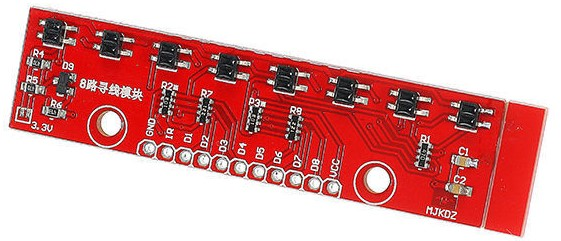 R4
D9
R5
R6
3.3V
8路寻线模块
R2
R7
R3
R8
R1
C1
C2
GND
IR
D1
D2
D3
D4
D5
D6
D7
D8
VCC
MJKDZ